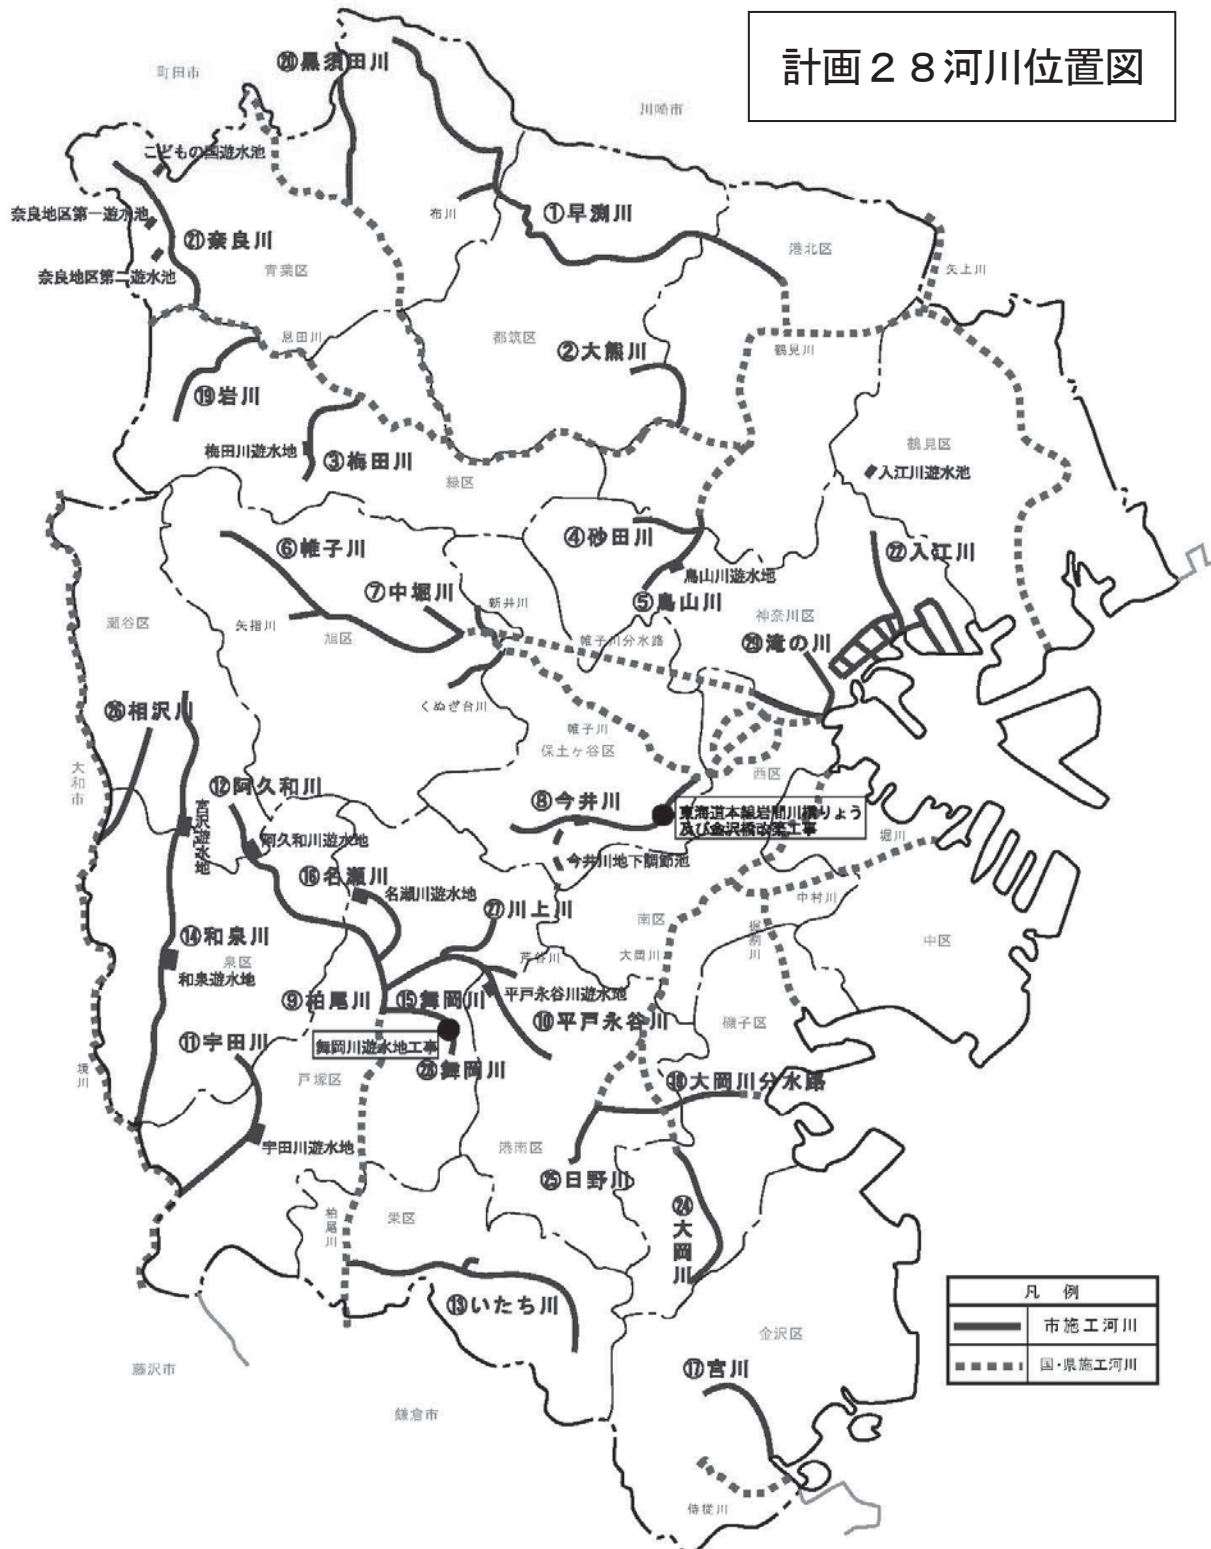 計画２８河川位置図
町田市
⑳黒須田川
川崎市
こどもの国遊水池
奈良地区第一遊水池
㉑奈良川
奈良地区第二遊水池
青葉区
布川
①早渕川
港北区
矢上川
恩田川
都筑区
②大熊川
鶴見川
⑲岩川
梅田川遊水地
③梅田川
緑区
鶴見区
入江川遊水池
⑥帷子川
④砂田川
㉒入江川
⑦中堀川
鳥山川遊水地
⑤鳥山川
新井川
神奈川区
瀬谷区
矢指川
旭区
帷子川分水路
㉓滝の川
くぬぎ台川
㉖相沢川
帷子川
保土ヶ谷区
西区
大和市
⑫阿久和川
⑧今井川
東海道本線岩間川橋りょう
及び金沢橋改築工事
宮沢遊水地
阿久和川遊水地
今井川地下調節池
堀川
⑯名瀬川
名瀬川遊水地
㉗川上川
南区
中村川
堀割川
中区
⑭和泉川
泉区
和泉遊水地
芹谷川
大岡川
⑨柏尾川
⑮舞岡川
平戸永谷川遊水地
⑩平戸永谷川
磯子区
⑪宇田川
舞岡川遊水地工事
㉘舞岡川
境川
戸塚区
⑱大岡川分水路
宇田川遊水地
港南区
㉕日野川
柏尾川
栄区
㉔大岡川
⑬いたち川
凡　例
市施工河川
国・県施工河川
金沢区
藤沢市
⑰宮川
鎌倉市
侍従川